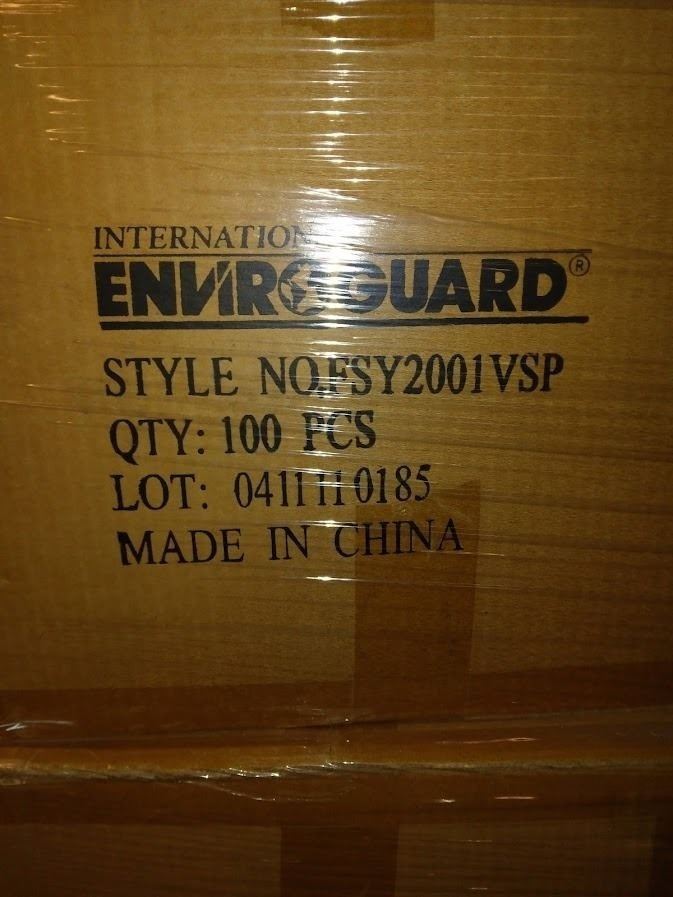 INTERNATION
ENVIROGUARD®
STYLE NO.FSY2001VSP
QTY: 100 PCS
LOT: 0411110185
MADE IN CHINA